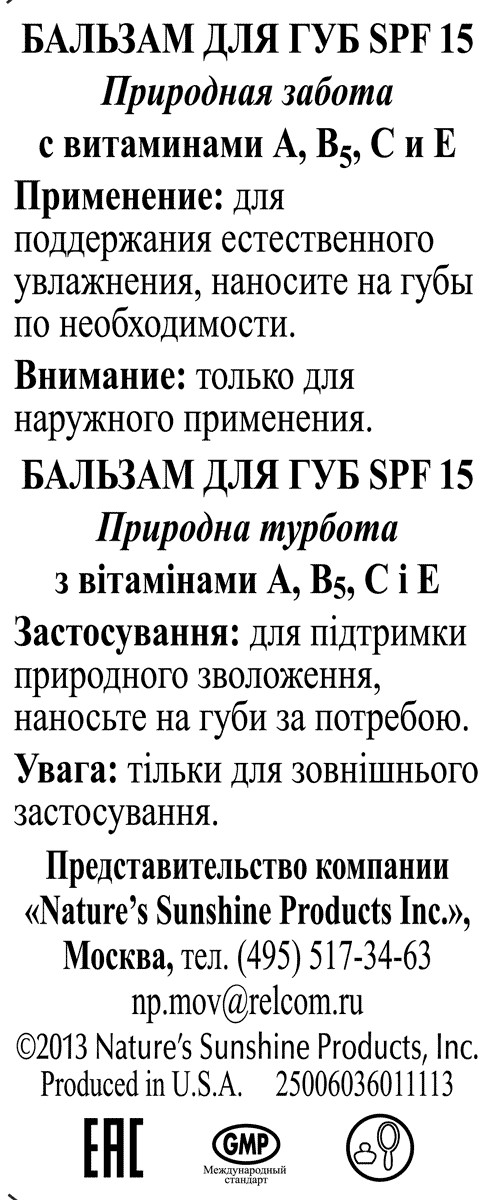 БАЛЬЗАМ ДЛЯ ГУБ SPF 15
Природная забота
с витаминами А, В5, С и Е
Применение: для
поддержания естественного
увлажнения, наносите на губы
по необходимости.
Внимание: только для
наружного применения.
БАЛЬЗАМ ДЛЯ ГУБ SPF 15
Природна турбота
з вітамінами А, В5, С і Е
Застосування: для підтримки
природного зволоження,
наносьте на губи за потребою.
Увага: тільки для зовнішнього
застосування.
Представительство компании
«Nature's Sunshine Products Inc.»,
Москва, тел. (495) 517-34-63
np.mov@relcom.ru
©2013 Nature's Sunshine Products, Inc.
Produced in U.S.A. 25006036011113
EAC GMP
Международный
стандарт